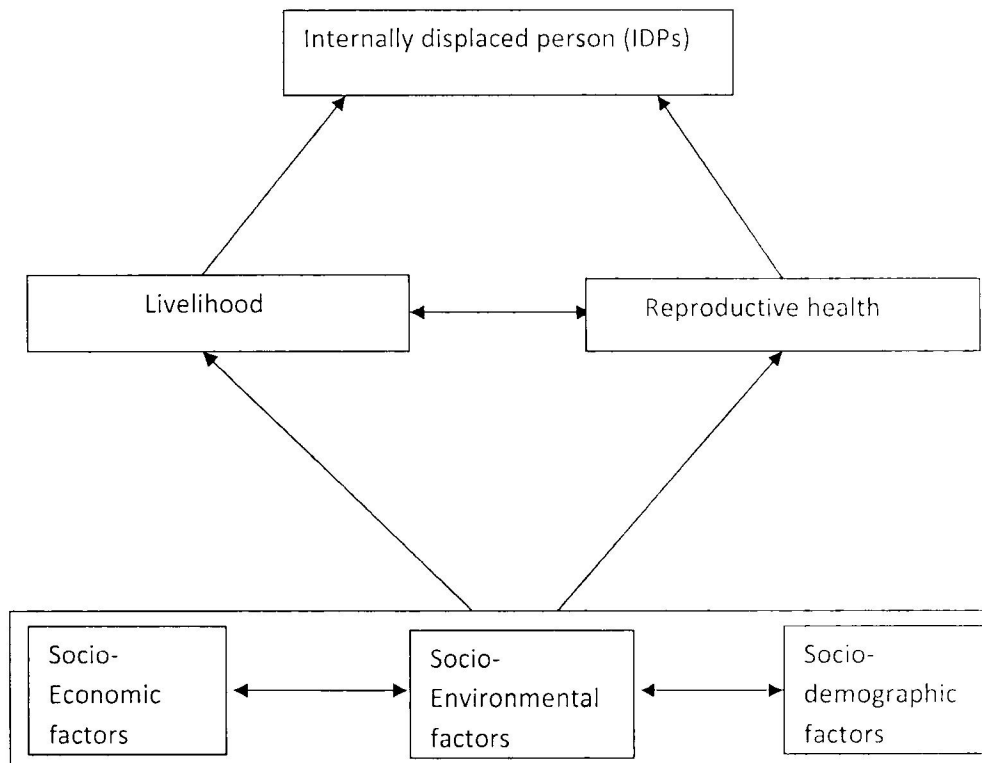 Internally displaced person (IDPs)
Livelihood
Reproductive health
Socio-
Economic
factors
Socio-
Environmental
factors
Socio-
demographic
factors